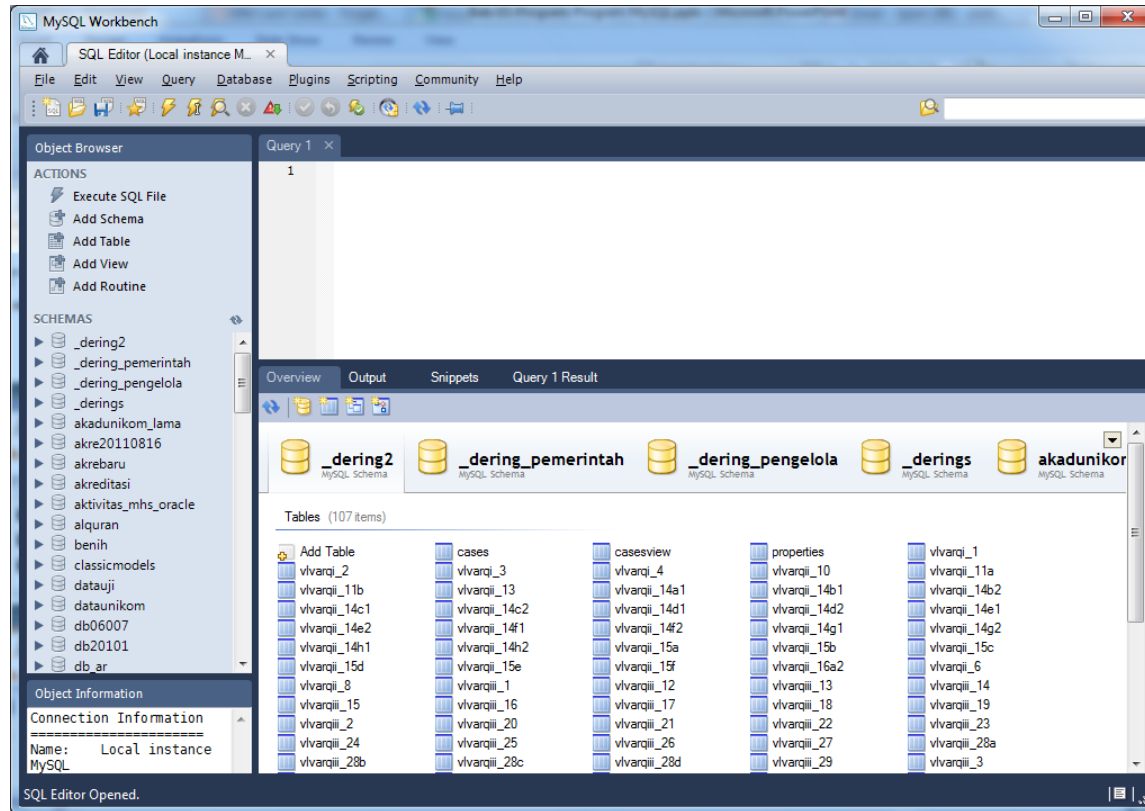 MySQL Workbench
SQL Editor (Local instance M...
File Edit View Query Database Plugins Scripting Community Help
Object Browser
ACTIONS
Execute SQL File
Add Schema
Add Table
Add View
Add Routine
SCHEMAS
_dering2
_dering_pemerintah
_dering_pengelola
_derings
akadunikom_lama
akre20110816
akrebaru
akreditasi
aktivitas_mhs_oracle
alquran
benih
classicmodels
datauji
dataunikom
db06007
db20101
db_ar
Object Information
Connection Information
======================
Name: Local instance
MySQL
Query 1
1
Overview Output Snippets Query 1 Result
_dering2 _dering_pemerintah _dering_pengelola _derings akadunikor
MySQL Schema MySQL Schema MySQL Schema MySQL Schema MySQL Schema
Tables (107 items)
Add Table cases casesview properties vlvarqi_1
vlvarqi_2 vlvarqi_3 vlvarqi_4 vlvarqii_10 vlvarqii_11a
vlvarqii_11b vlvarqii_13 vlvarqii_14a1 vlvarqii_14b1 vlvarqii_14b2
vlvarqii_14c1 vlvarqii_14c2 vlvarqii_14d1 vlvarqii_14d2 vlvarqii_14e1
vlvarqii_14e2 vlvarqii_14f1 vlvarqii_14f2 vlvarqii_14g1 vlvarqii_14g2
vlvarqii_14h1 vlvarqii_14h2 vlvarqii_15a vlvarqii_15b vlvarqii_15c
vlvarqii_15d vlvarqii_15e vlvarqii_15f vlvarqii_16a2 vlvarqii_6
vlvarqii_8 vlvarqiii_1 vlvarqiii_12 vlvarqiii_13 vlvarqiii_14
vlvarqiii_15 vlvarqiii_16 vlvarqiii_17 vlvarqiii_18 vlvarqiii_19
vlvarqiii_2 vlvarqiii_20 vlvarqiii_21 vlvarqiii_22 vlvarqiii_23
vlvarqiii_24 vlvarqiii_25 vlvarqiii_26 vlvarqiii_27 vlvarqiii_28a
vlvarqiii_28b vlvarqiii_28c vlvarqiii_28d vlvarqiii_29 vlvarqiii_3
SQL Editor Opened.